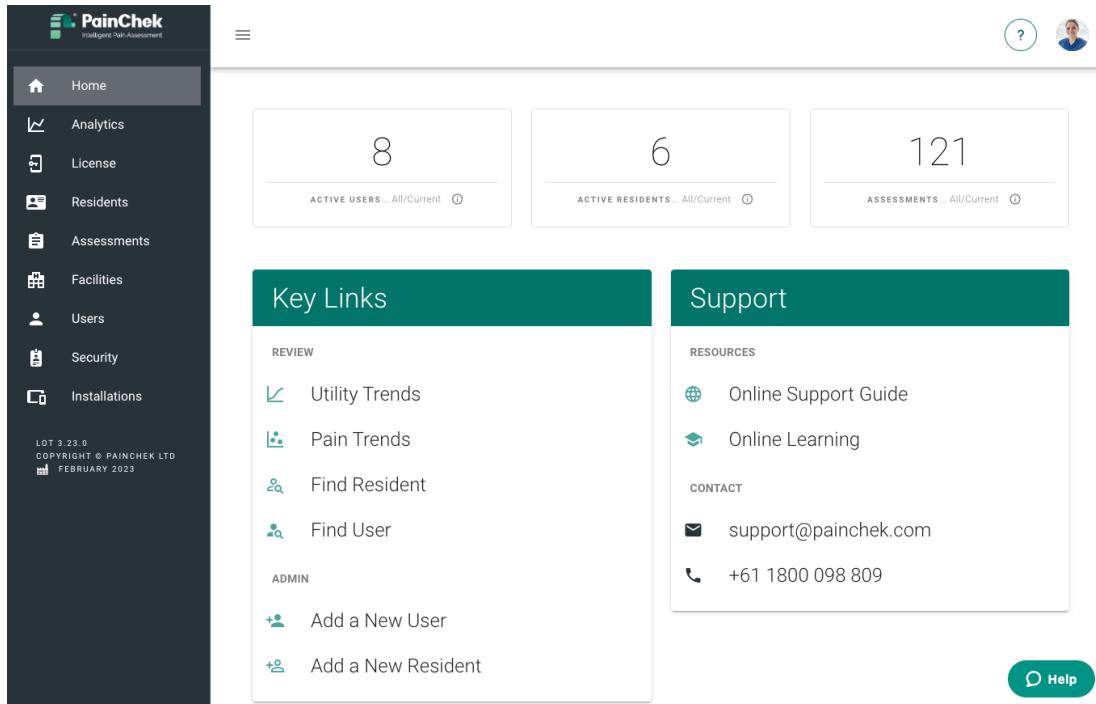 PainChek
Intelligent Pain Assessment
Home
Analytics
License
Residents
Assessments
Facilities
Users
Security
Installations
LOT 3.23.0
COPYRIGHT © PAINCHEK LTD
FEBRUARY 2023
?
8
ACTIVE USERS... All/Current
6
ACTIVE RESIDENTS... All/Current
121
ASSESSMENTS... All/Current
Key Links
REVIEW
Utility Trends
Pain Trends
Find Resident
Find User
ADMIN
Add a New User
Add a New Resident
Support
RESOURCES
Online Support Guide
Online Learning
CONTACT
support@painchek.com
+61 1800 098 809
Help